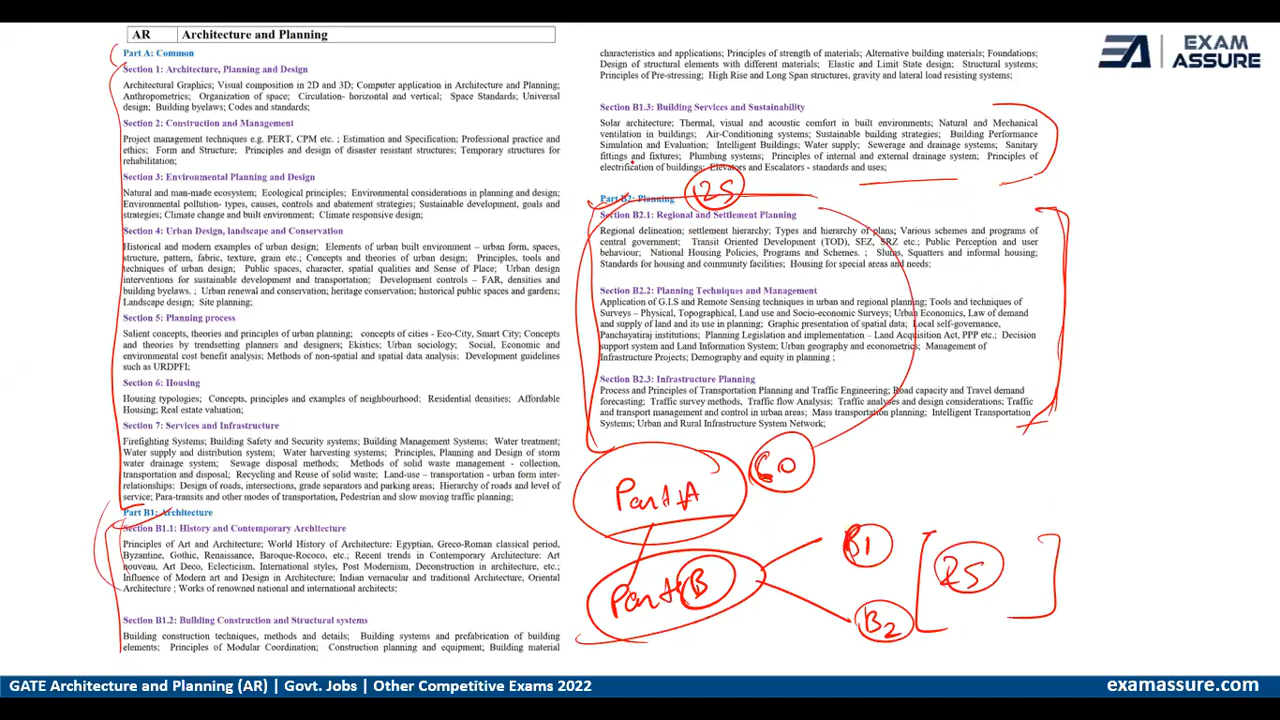 AR Architecture and Planning
Part A: Common
Section 1: Architecture, Planning and Design
Architectural Graphics; Visual composition in 2D and 3D; Computer application in Architecture and Planning;
Anthropometrics; Organization of space; Circulation- horizontal and vertical; Space Standards; Universal
design; Building byelaws; Codes and standards;
Section 2: Construction and Management
Project management techniques e.g. PERT, CPM etc. ; Estimation and Specification; Professional practice and
ethics; Form and Structure; Principles and design of disaster resistant structures; Temporary structures for
rehabilitation;
Section 3: Environmental Planning and Design
Natural and man-made ecosystem; Ecological principles; Environmental considerations in planning and design;
Environmental pollution- types, causes, controls and abatement strategies; Sustainable development, goals and
strategies; Climate change and built environment; Climate responsive design;
Section 4: Urban Design, landscape and Conservation
Historical and modern examples of urban design; Elements of urban built environment – urban form, spaces,
structure, pattern, fabric, texture, grain etc.; Concepts and theories of urban design; Principles, tools and
techniques of urban design; Public spaces, character, spatial qualities and Sense of Place; Urban design
interventions for sustainable development and transportation; Development controls – FAR, densities and
building byelaws. ; Urban renewal and conservation; heritage conservation; historical public spaces and gardens;
Landscape design; Site planning;
Section 5: Planning process
Salient concepts, theories and principles of urban planning; concepts of cities - Eco-City, Smart City; Concepts
and theories by trendsetting planners and designers; Ekistics; Urban sociology; Social, Economic and
environmental cost benefit analysis; Methods of non-spatial and spatial data analysis; Development guidelines
such as URDPFI;
Section 6: Housing
Housing typologies; Concepts, principles and examples of neighbourhood; Residential densities; Affordable
Housing; Real estate valuation;
Section 7: Services and Infrastructure
Firefighting Systems; Building Safety and Security systems; Building Management Systems; Water treatment;
Water supply and distribution system; Water harvesting systems; Principles, Planning and Design of storm
water drainage system; Sewage disposal methods; Methods of solid waste management - collection,
transportation and disposal; Recycling and Reuse of solid waste; Land-use – transportation - urban form inter-
relationships; Design of roads, intersections, grade separators and parking areas; Hierarchy of roads and level of
service; Para-transits and other modes of transportation, Pedestrian and slow moving traffic planning;
Part B1: Architecture
Section B1.1: History and Contemporary Architecture
Principles of Art and Architecture; World History of Architecture: Egyptian, Greco-Roman classical period,
Byzantine, Gothic, Renaissance, Baroque-Rococo, etc.; Recent trends in Contemporary Architecture: Art
nouveau, Art Deco, Eclecticism, International styles, Post Modernism, Deconstruction in architecture, etc.;
Influence of Modern art and Design in Architecture; Indian vernacular and traditional Architecture, Oriental
Architecture ; Works of renowned national and international architects;
Section B1.2: Building Construction and Structural systems
Building construction techniques, methods and details; Building systems and prefabrication of building
elements; Principles of Modular Coordination; Construction planning and equipment; Building material
characteristics and applications; Principles of strength of materials; Alternative building materials; Foundations;
Design of structural elements with different materials; Elastic and Limit State design; Structural systems;
Principles of Pre-stressing; High Rise and Long Span structures, gravity and lateral load resisting systems;
Section B1.3: Building Services and Sustainability
Solar architecture; Thermal, visual and acoustic comfort in built environments; Natural and Mechanical
ventilation in buildings; Air-Conditioning systems; Sustainable building strategies; Building Performance
Simulation and Evaluation; Intelligent Buildings; Water supply; Sewerage and drainage systems; Sanitary
fittings and fixtures; Plumbing systems; Principles of internal and external drainage system; Principles of
electrification of buildings; Elevators and Escalators - standards and uses;
25
Part B2: Planning
Section B2.1: Regional and Settlement Planning
Regional delineation; settlement hierarchy; Types and hierarchy of plans; Various schemes and programs of
central government; Transit Oriented Development (TOD), SEZ, SRZ etc.; Public Perception and user
behaviour; National Housing Policies, Programs and Schemes. ; Slums, Squatters and informal housing;
Standards for housing and community facilities; Housing for special areas and needs;
Section B2.2: Planning Techniques and Management
Application of G.I.S and Remote Sensing techniques in urban and regional planning; Tools and techniques of
Surveys – Physical, Topographical, Land use and Socio-economic Surveys; Urban Economics, Law of demand
and supply of land and its use in planning; Graphic presentation of spatial data; Local self-governance,
Panchayatiraj institutions; Planning Legislation and implementation – Land Acquisition Act, PPP etc.; Decision
support system and Land Information System; Urban geography and econometrics; Management of
Infrastructure Projects; Demography and equity in planning ;
Section B2.3: Infrastructure Planning
Process and Principles of Transportation Planning and Traffic Engineering; Road capacity and Travel demand
forecasting; Traffic survey methods, Traffic flow Analysis; Traffic analyses and design considerations; Traffic
and transport management and control in urban areas; Mass transportation planning; Intelligent Transportation
Systems; Urban and Rural Infrastructure System Network;
60
Part A
B1
25
Part B
B2
EXAM
ASSURE
GATE Architecture and Planning (AR) | Govt. Jobs | Other Competitive Exams 2022
examassure.com